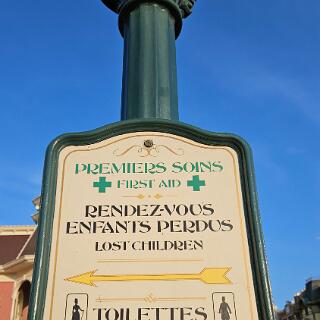 PREMIERS SOINS
FIRST AID
RENDEZ-VOUS
ENFANTS PERDUS
LOST CHILDREN
TOILETTES